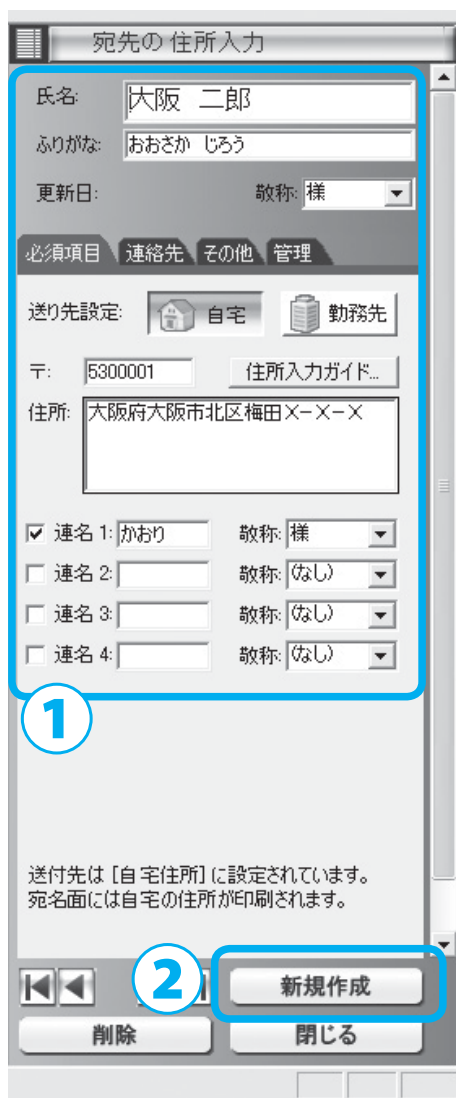 宛先の 住所入力
氏名: 大阪 二郎
ふりがな: おおさか じろう
更新日: 敬称: 様
必須項目 連絡先 その他 管理
送り先設定: 自宅 勤務先
〒: 5300001 住所入力ガイド...
住所: 大阪府大阪市北区梅田X-X-X
連名 1: かおり 敬称: 様
連名 2: 敬称: (なし)
連名 3: 敬称: (なし)
連名 4: 敬称: (なし)
1
送付先は [自宅住所] に設定されています。
宛名面には自宅の住所が印刷されます。
2 新規作成
削除 閉じる